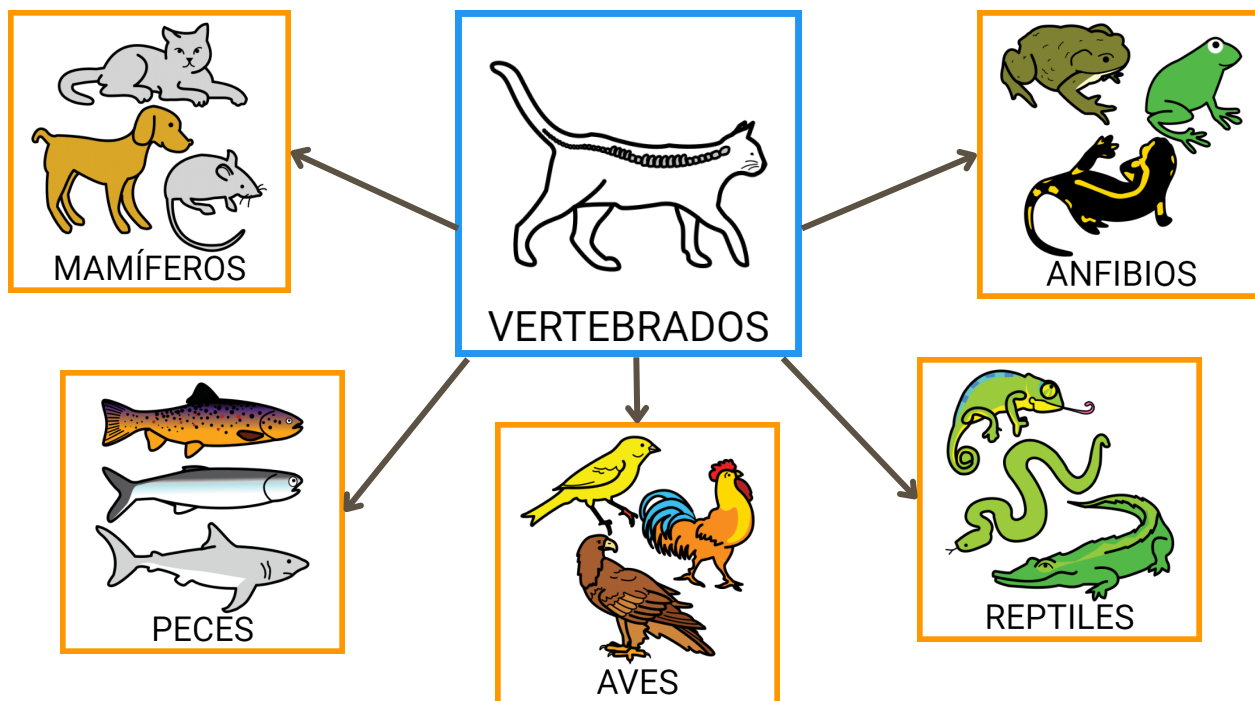 VERTEBRADOS
MAMÍFEROS
ANFIBIOS
PECES
AVES
REPTILES